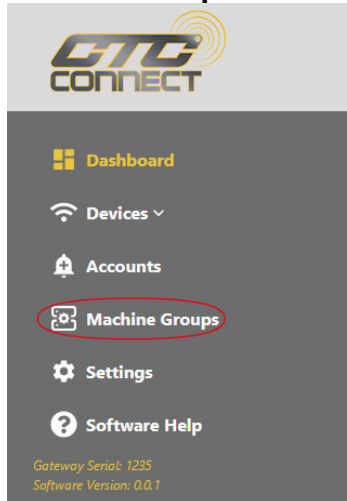 CTC
CONNECT
Dashboard
Devices
Accounts
Machine Groups
Settings
Software Help
Gateway Serial: 1235
Software Version: 0.0.1